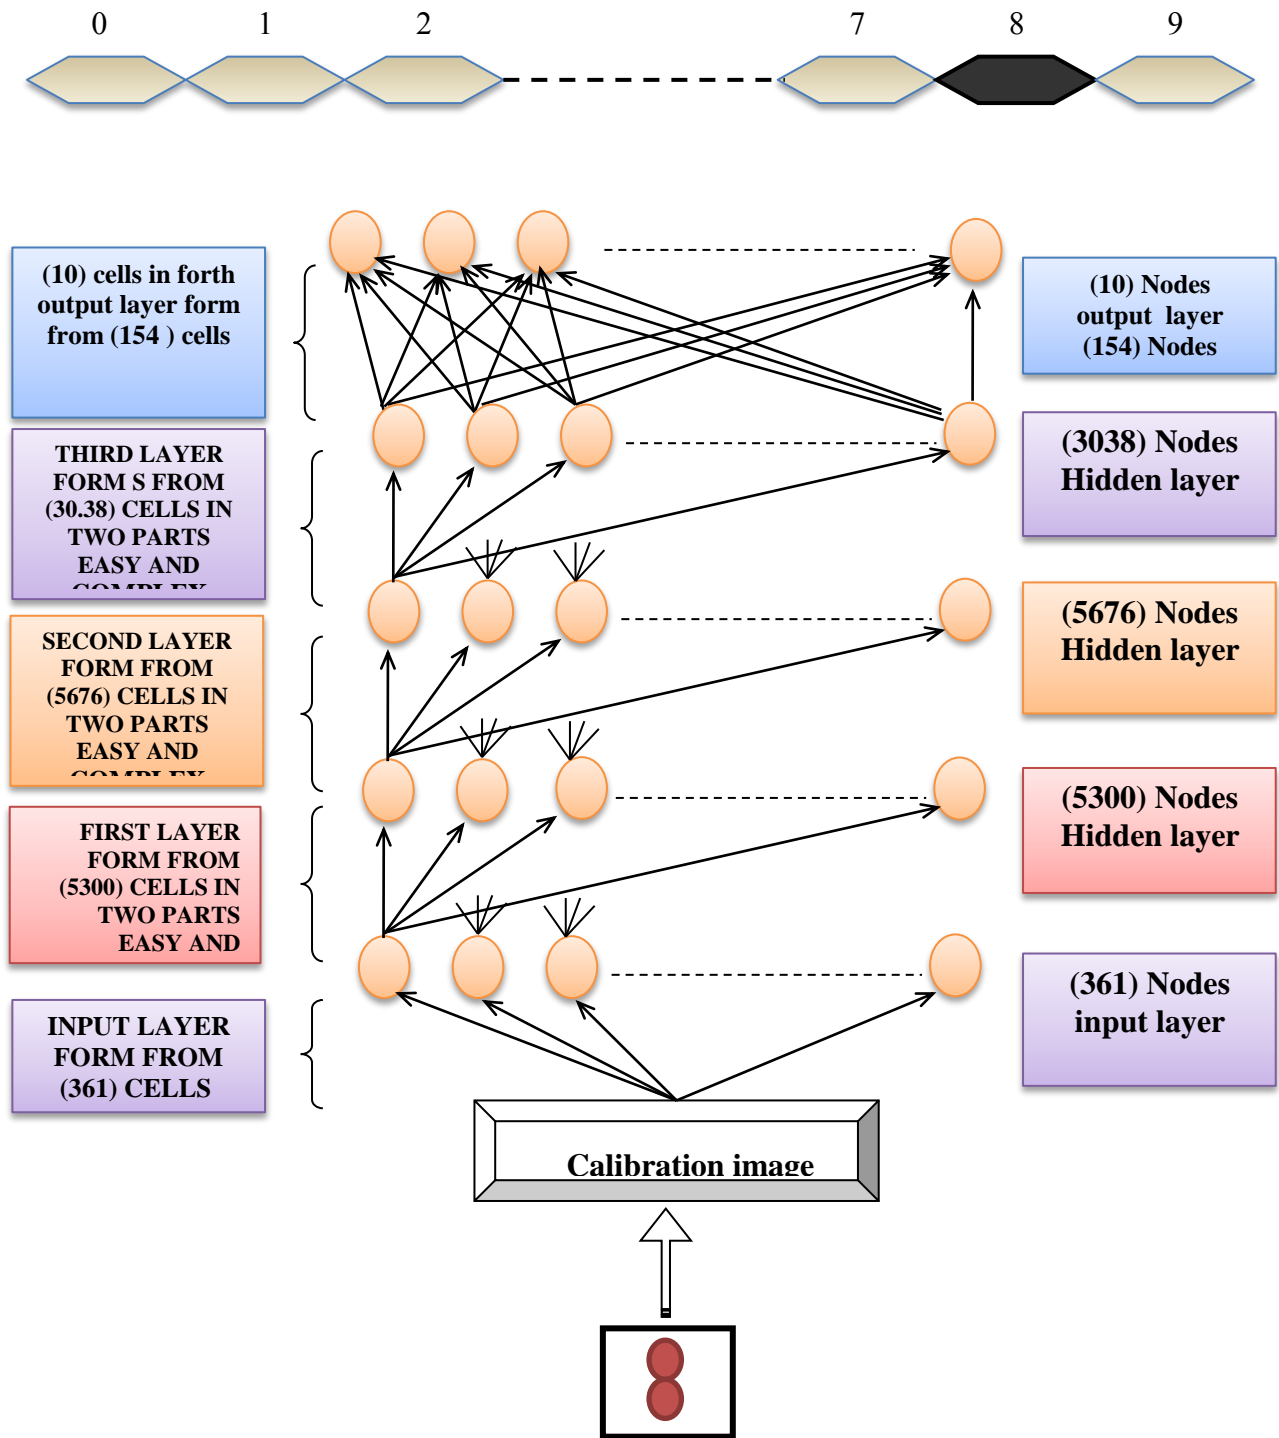 0 1 2 7 8 9
(10) cells in forth
output layer form
from (154 ) cells
(10) Nodes
output layer
(154) Nodes
THIRD LAYER
FORM S FROM
(30.38) CELLS IN
TWO PARTS
EASY AND
COMPLEX
(3038) Nodes
Hidden layer
SECOND LAYER
FORM FROM
(5676) CELLS IN
TWO PARTS
EASY AND
COMPLEX
(5676) Nodes
Hidden layer
FIRST LAYER
FORM FROM
(5300) CELLS IN
TWO PARTS
EASY AND
(5300) Nodes
Hidden layer
INPUT LAYER
FORM FROM
(361) CELLS
(361) Nodes
input layer
Calibration image